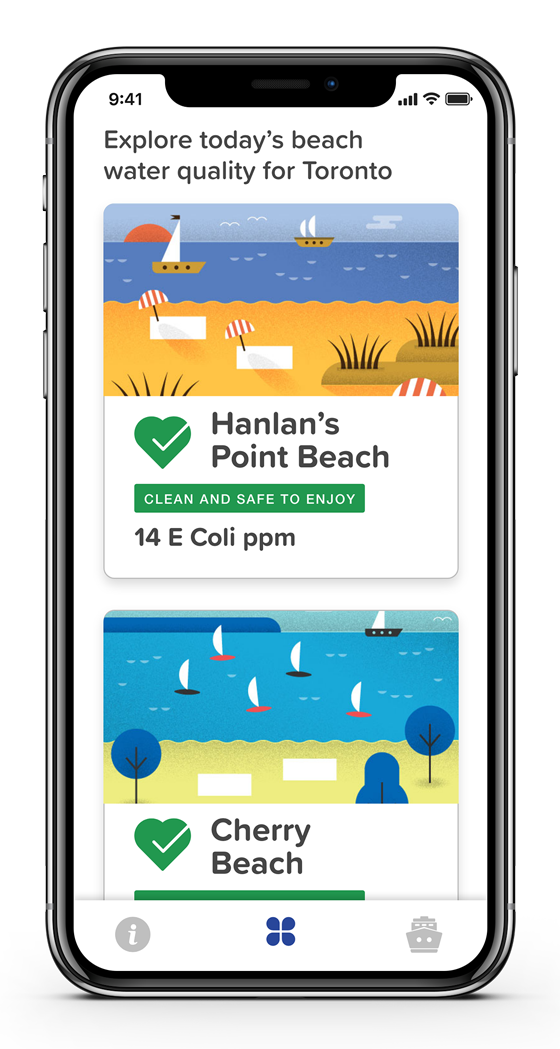 9:41
Explore today's beach
water quality for Toronto
Hanlan's
Point Beach
CLEAN AND SAFE TO ENJOY
14 E Coli ppm
Cherry
Beach